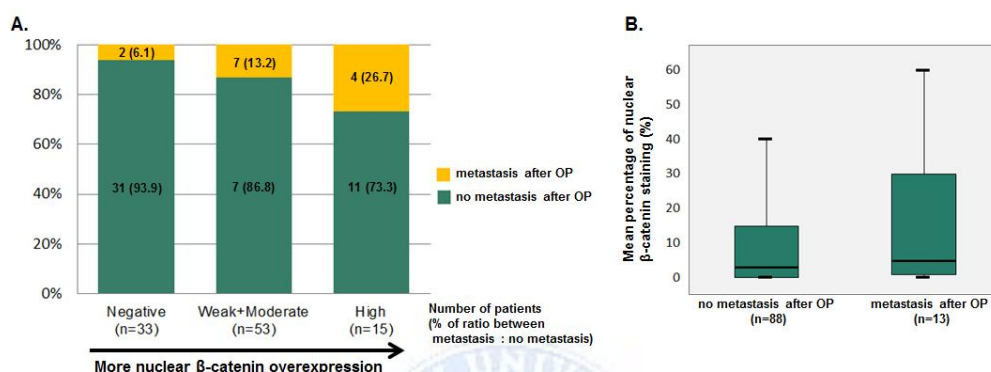 A.
100%
80%
60%
40%
20%
0%
2 (6.1)
7 (13.2)
4 (26.7)
31 (93.9)
7 (86.8)
11 (73.3)
metastasis after OP
no metastasis after OP
Negative
(n=33)
Weak+Moderate
(n=53)
High
(n=15)
Number of patients
(% of ratio between
metastasis : no metastasis)
More nuclear β-catenin overexpression
B.
Mean percentage of nuclear
β-catenin staining (%)
60
50
40
30
20
10
0
no metastasis after OP
(n=88)
metastasis after OP
(n=13)